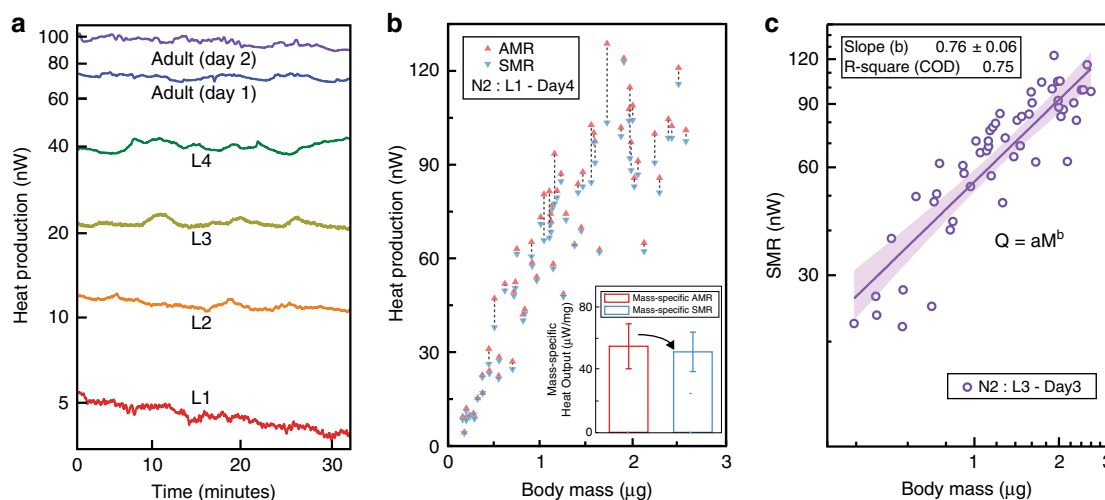 a
Heat production (nW)
100
80
60
40
20
10
5
Adult (day 2)
Adult (day 1)
L4
L3
L2
L1
0
10
20
30
Time (minutes)
b
Heat production (nW)
120
90
60
30
0
AMR
SMR
N2 : L1 - Day4
Mass-specific
Heat Output (μW/mg)
80
40
0
Mass-specific AMR
Mass-specific SMR
0
1
2
3
Body mass (μg)
c
SMR (nW)
120
90
60
30
Slope (b) 0.76 ± 0.06
R-square (COD) 0.75
Q = aMᵇ
N2 : L3 - Day3
1
2
3
Body mass (μg)